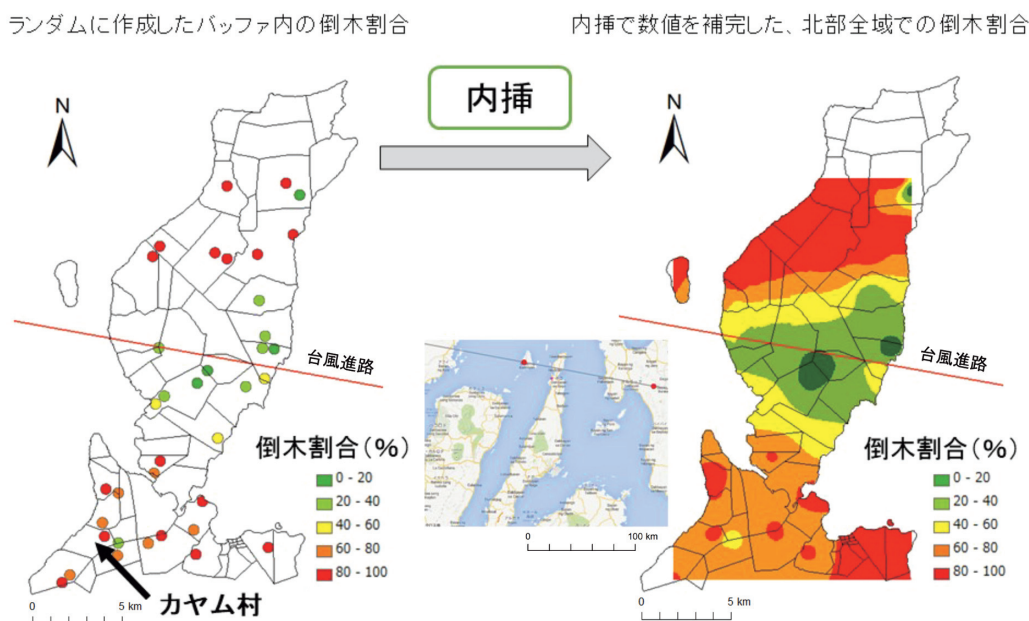 ランダムに作成したバッファ内の倒木割合
内挿で数値を補完した、北部全域での倒木割合
内挿
N
N
台風進路
台風進路
倒木割合(%)
0 - 20
20 - 40
40 - 60
60 - 80
80 - 100
倒木割合(%)
0 - 20
20 - 40
40 - 60
60 - 80
80 - 100
カヤム村
0 5 km
0 100 km
0 5 km